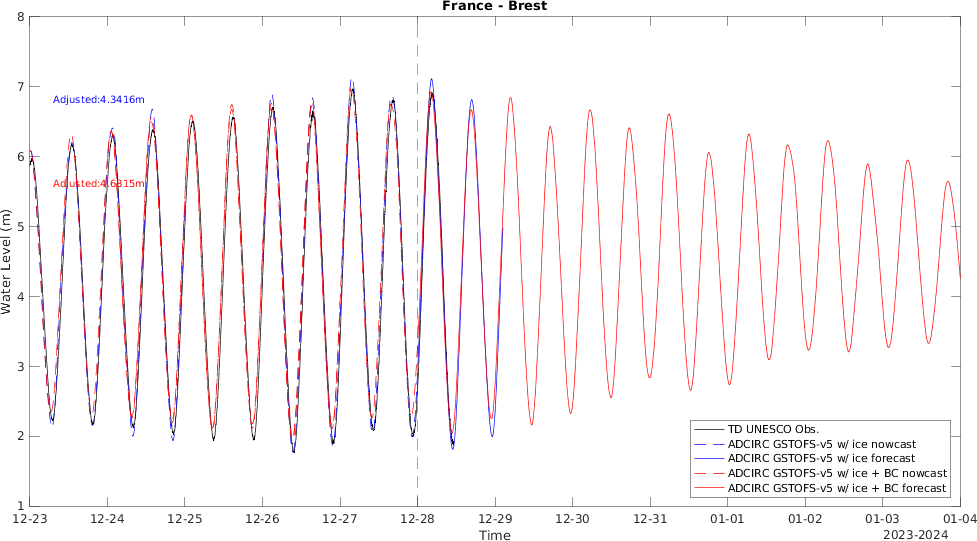 France - Brest
8
7
6
5
4
3
2
1
Water Level (m)
Adjusted:4.3416m
Adjusted:4.6315m
TD UNESCO Obs.
ADCIRC GSTOFS-v5 w/ ice nowcast
ADCIRC GSTOFS-v5 w/ ice forecast
ADCIRC GSTOFS-v5 w/ ice + BC nowcast
ADCIRC GSTOFS-v5 w/ ice + BC forecast
12-23 12-24 12-25 12-26 12-27 12-28 12-29 12-30 12-31 01-01 01-02 01-03 01-04
Time
2023-2024